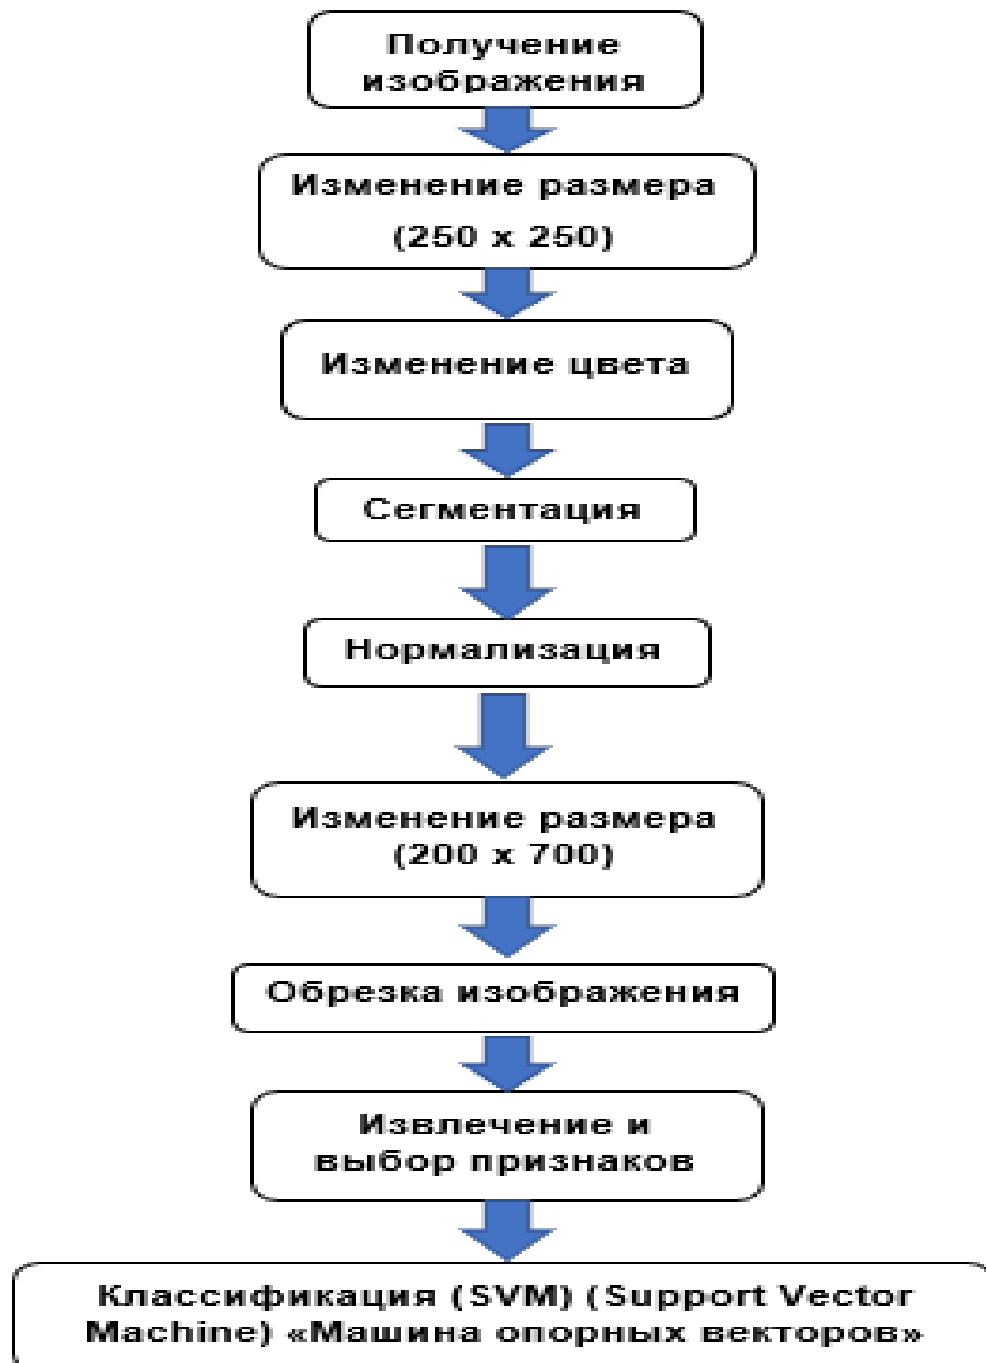 Получение
изображения
Изменение размера
(250 x 250)
Изменение цвета
Сегментация
Нормализация
Изменение размера
(200 x 700)
Обрезка изображения
Извлечение и
выбор признаков
Классификация (SVM) (Support Vector
Machine) «Машина опорных векторов»